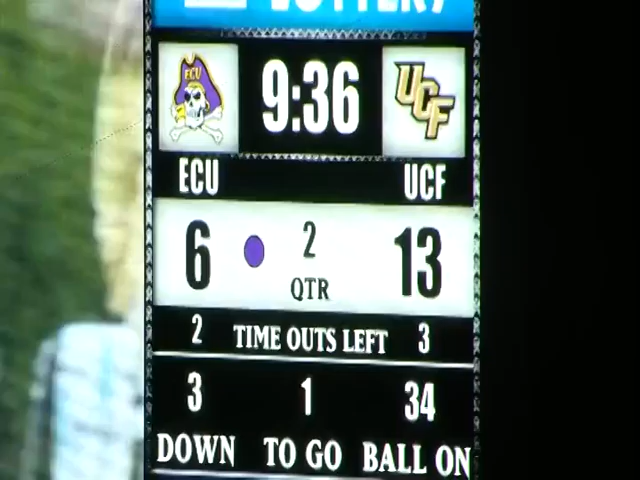 LOTTERY
ECU
9:36
UCF
ECU UCF
6 2 13
QTR
2 TIME OUTS LEFT 3
3 1 34
DOWN TO GO BALL ON